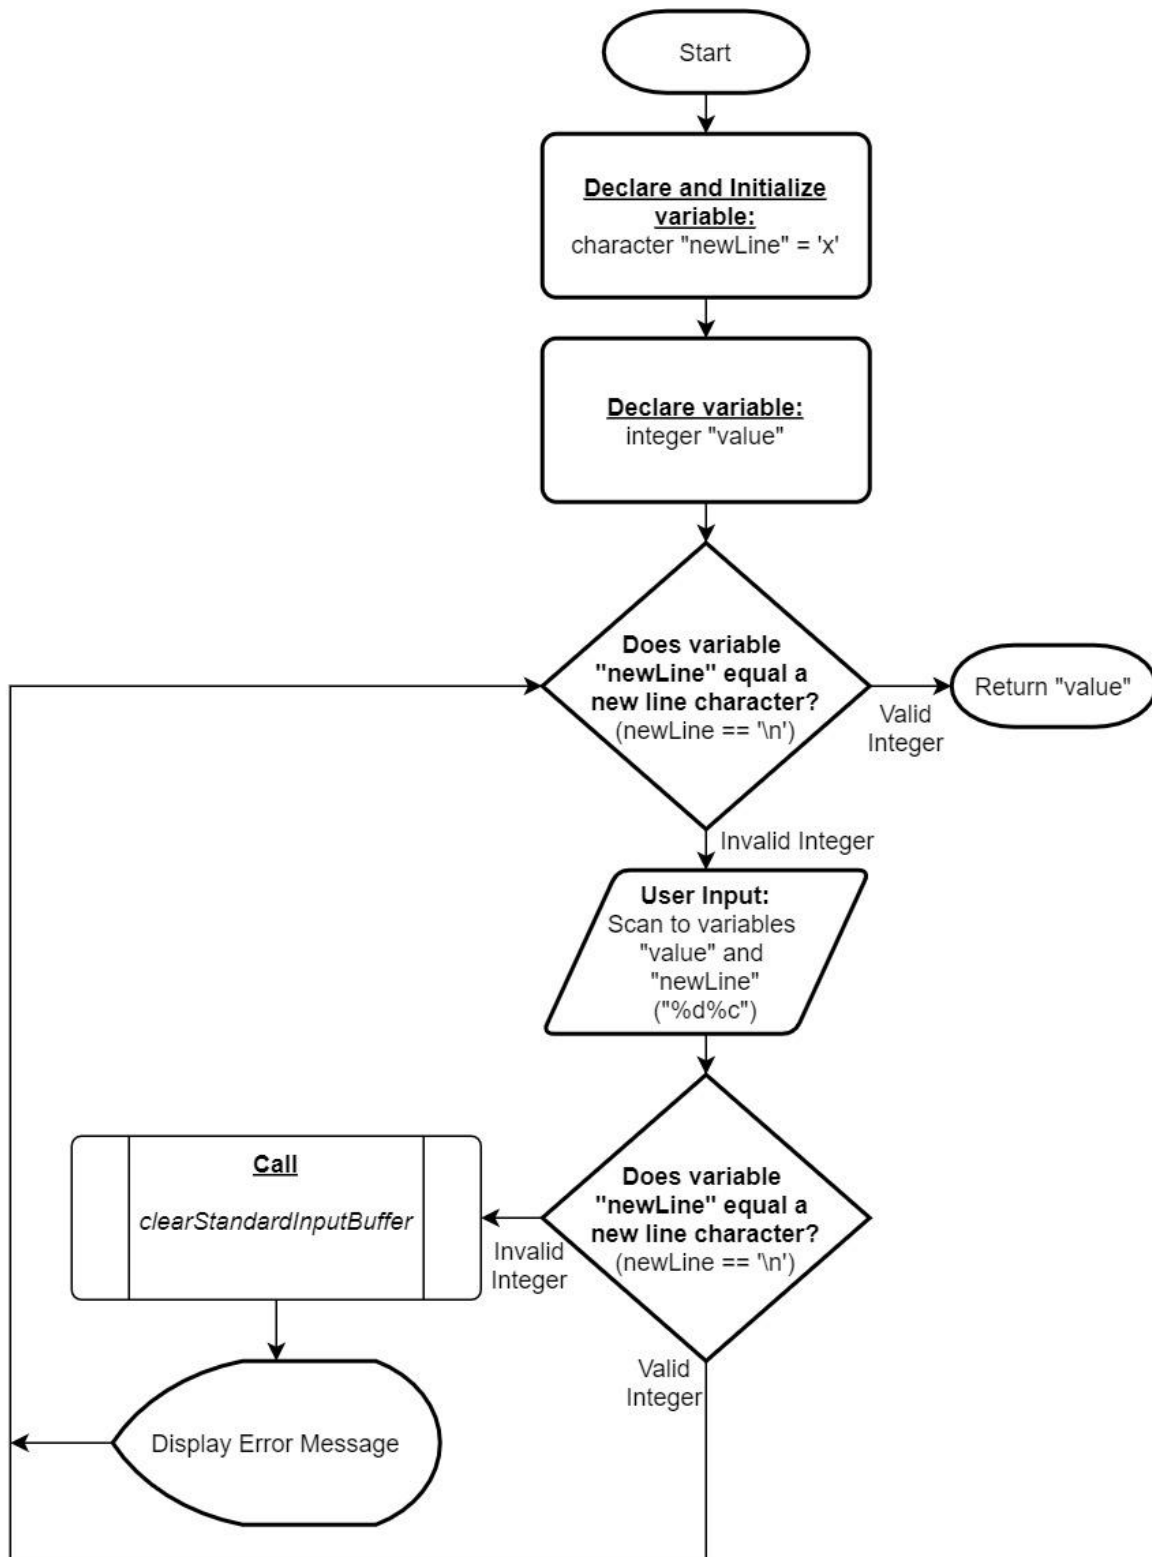 Start
Declare and Initialize
variable:
character "newLine" = 'x'
Declare variable:
integer "value"
Does variable
"newLine" equal a
new line character?
(newLine == '\n')
Return "value"
Valid
Integer
Invalid Integer
User Input:
Scan to variables
"value" and
"newLine"
("%d%c")
Does variable
"newLine" equal a
new line character?
(newLine == '\n')
Invalid
Integer
Call
clearStandardInputBuffer
Valid
Integer
Display Error Message